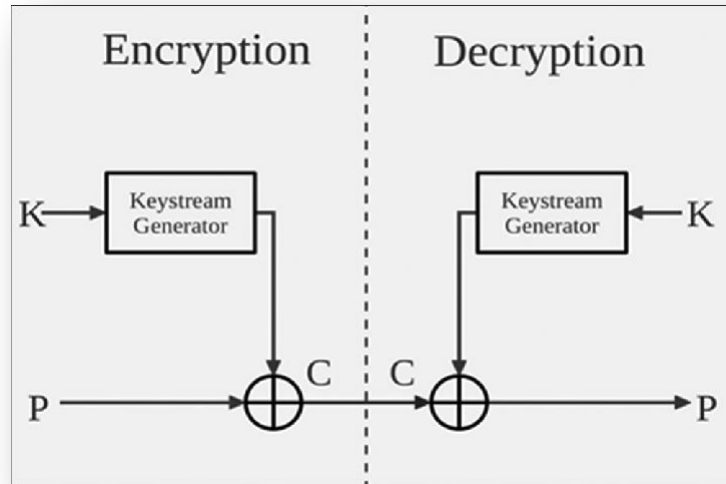 Encryption
Decryption
Keystream
Generator
Keystream
Generator
K
K
C
C
P
P